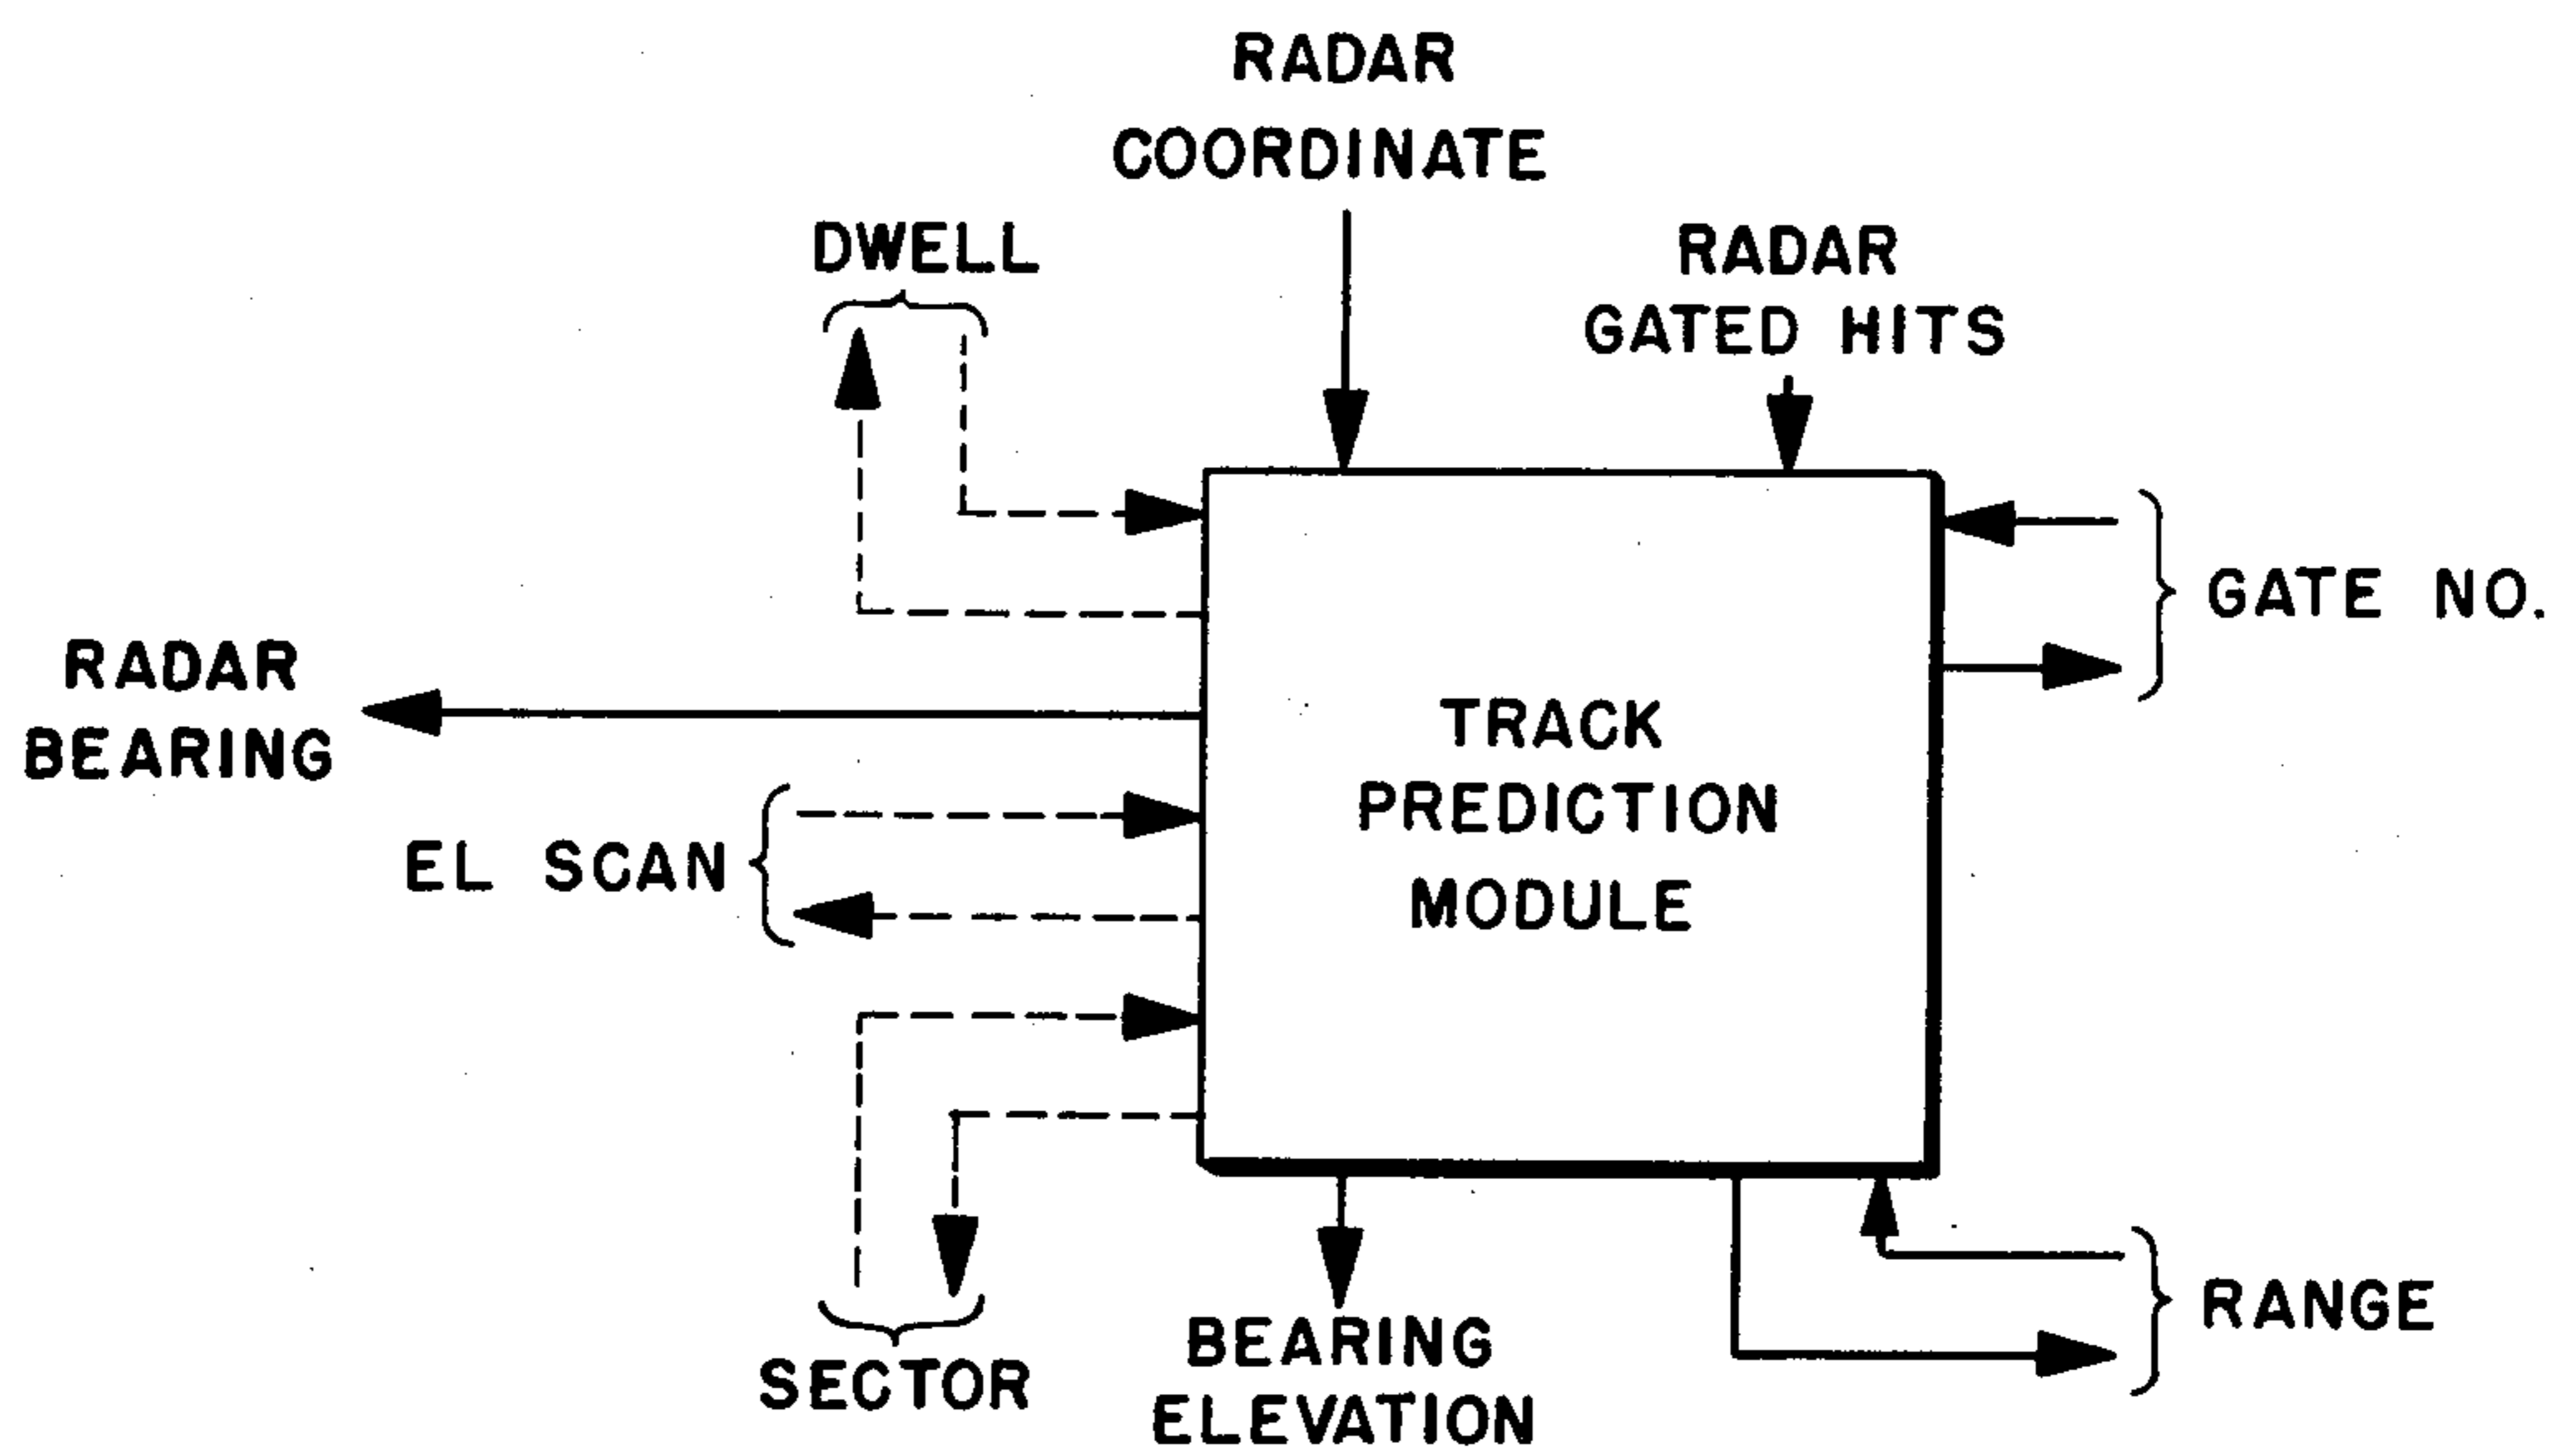 RADAR
COORDINATE
DWELL
RADAR
GATED HITS
GATE NO.
RADAR
BEARING
TRACK
PREDICTION
MODULE
EL SCAN
SECTOR
BEARING
ELEVATION
RANGE